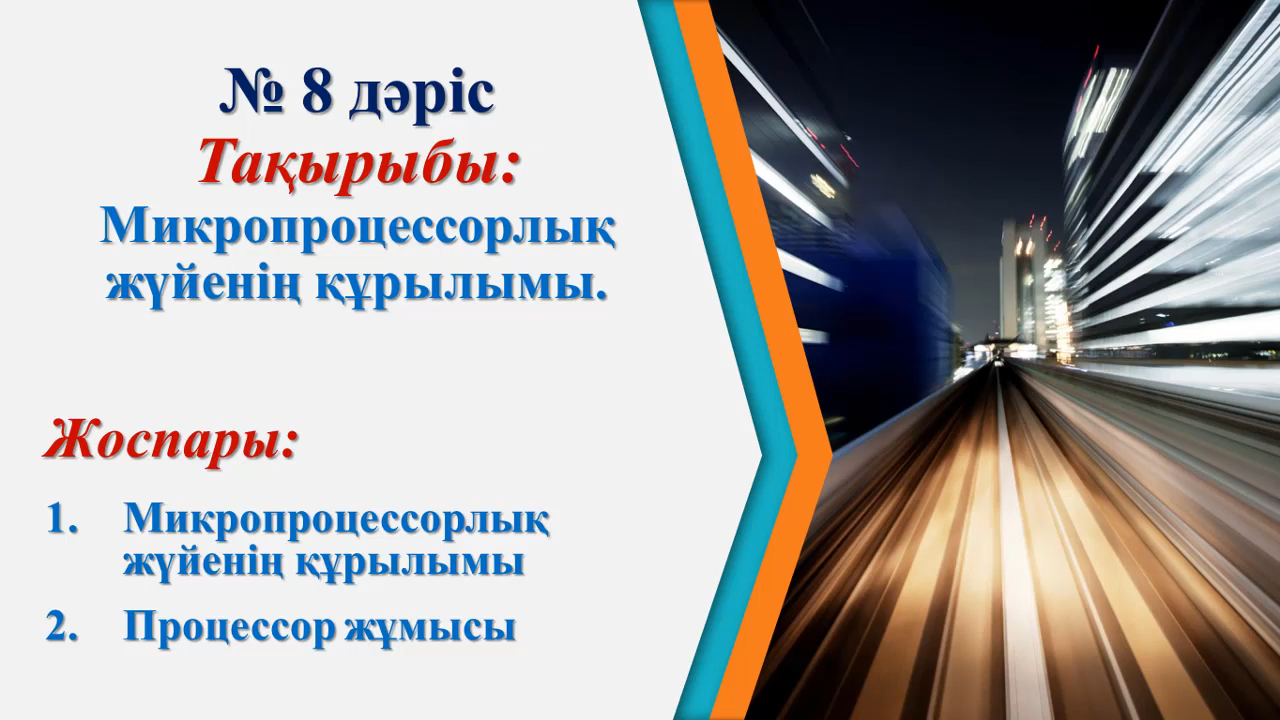 № 8 дәріс
Тақырыбы:
Микропроцессорлық
жүйенің құрылымы.
Жоспары:
1. Микропроцессорлық
жүйенің құрылымы
2. Процессор жұмысы